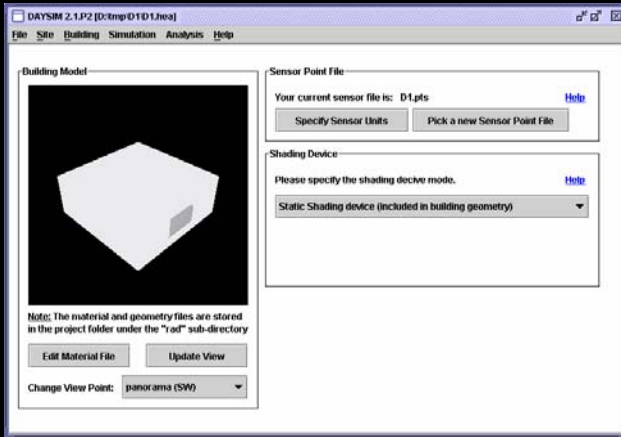 DAYSIM 2.1.P2 [D:\tmp\D1\D1.hea]
File Site Building Simulation Analysis Help
Building Model
Note: The material and geometry files are stored
in the project folder under the "rad" sub-directory
Edit Material File Update View
Change View Point: panorama (SW)
Sensor Point File
Your current sensor file is: D1.pts Help
Specify Sensor Units Pick a new Sensor Point File
Shading Device
Please specify the shading decive mode. Help
Static Shading device (included in building geometry)